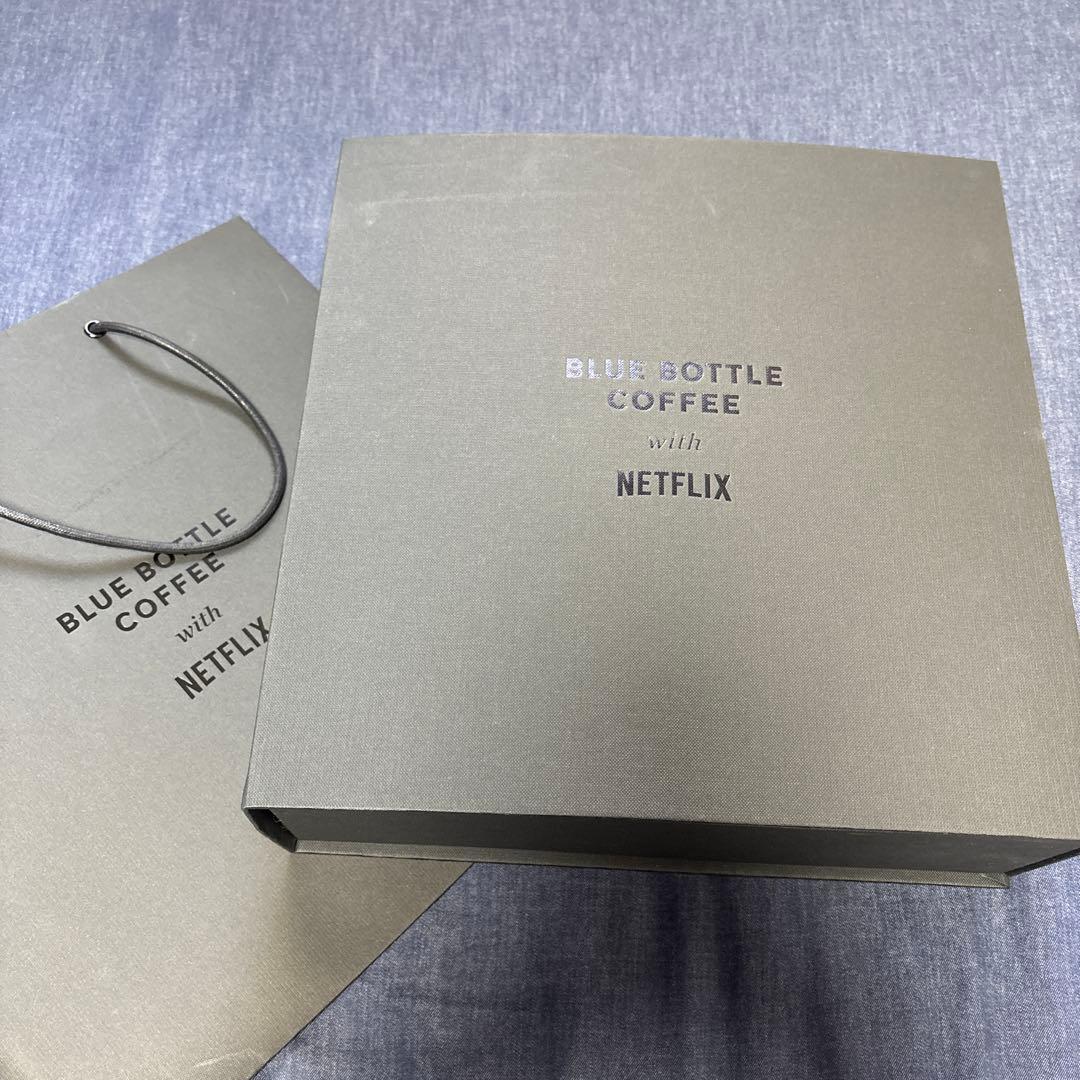 BLUE BOTTLE
COFFEE
with
NETFLIX
BLUE BOTTLE
COFFEE
with
NETFLIX